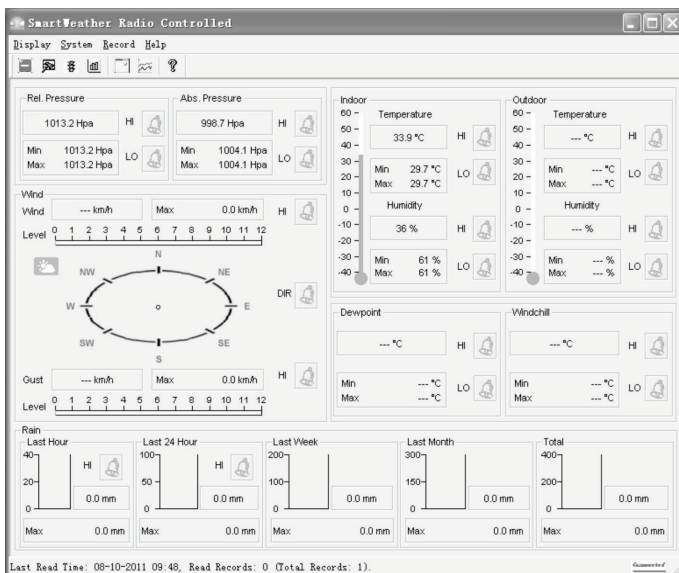 SmartWeather Radio Controlled
Display System Record Help
Rel. Pressure
1013.2 Hpa
HI
Min 1013.2 Hpa
Max 1013.2 Hpa
LO
Abs. Pressure
998.7 Hpa
HI
Min 1004.1 Hpa
Max 1004.1 Hpa
LO
Wind
Wind --- km/h Max 0.0 km/h HI
Level 0 1 2 3 4 5 6 7 8 9 10 11 12
N
NW NE
W E
SW SE
S
DIR
Gust --- km/h Max 0.0 km/h HI
Level 0 1 2 3 4 5 6 7 8 9 10 11 12
Indoor
60
50
40
30
20
10
0
-10
-20
-30
-40
Temperature
33.9 °C
HI
Min 29.7 °C
Max 29.7 °C
LO
Humidity
36 %
HI
Min 61 %
Max 61 %
LO
Outdoor
60
50
40
30
20
10
0
-10
-20
-30
-40
Temperature
--- °C
HI
Min --- °C
Max --- °C
LO
Humidity
--- %
HI
Min --- %
Max --- %
LO
Dewpoint
--- °C
HI
Min --- °C
Max --- °C
LO
Windchill
--- °C
HI
Min --- °C
Max --- °C
LO
Rain
Last Hour
40
20
0
HI
0.0 mm
Max 0.0 mm
Last 24 Hour
100
50
0
HI
0.0 mm
Max 0.0 mm
Last Week
200
100
0
0.0 mm
Max 0.0 mm
Last Month
300
150
0
0.0 mm
Max 0.0 mm
Total
400
200
0
0.0 mm
Max 0.0 mm
Last Read Time: 08-10-2011 09:48, Read Records: 0 (Total Records: 1).